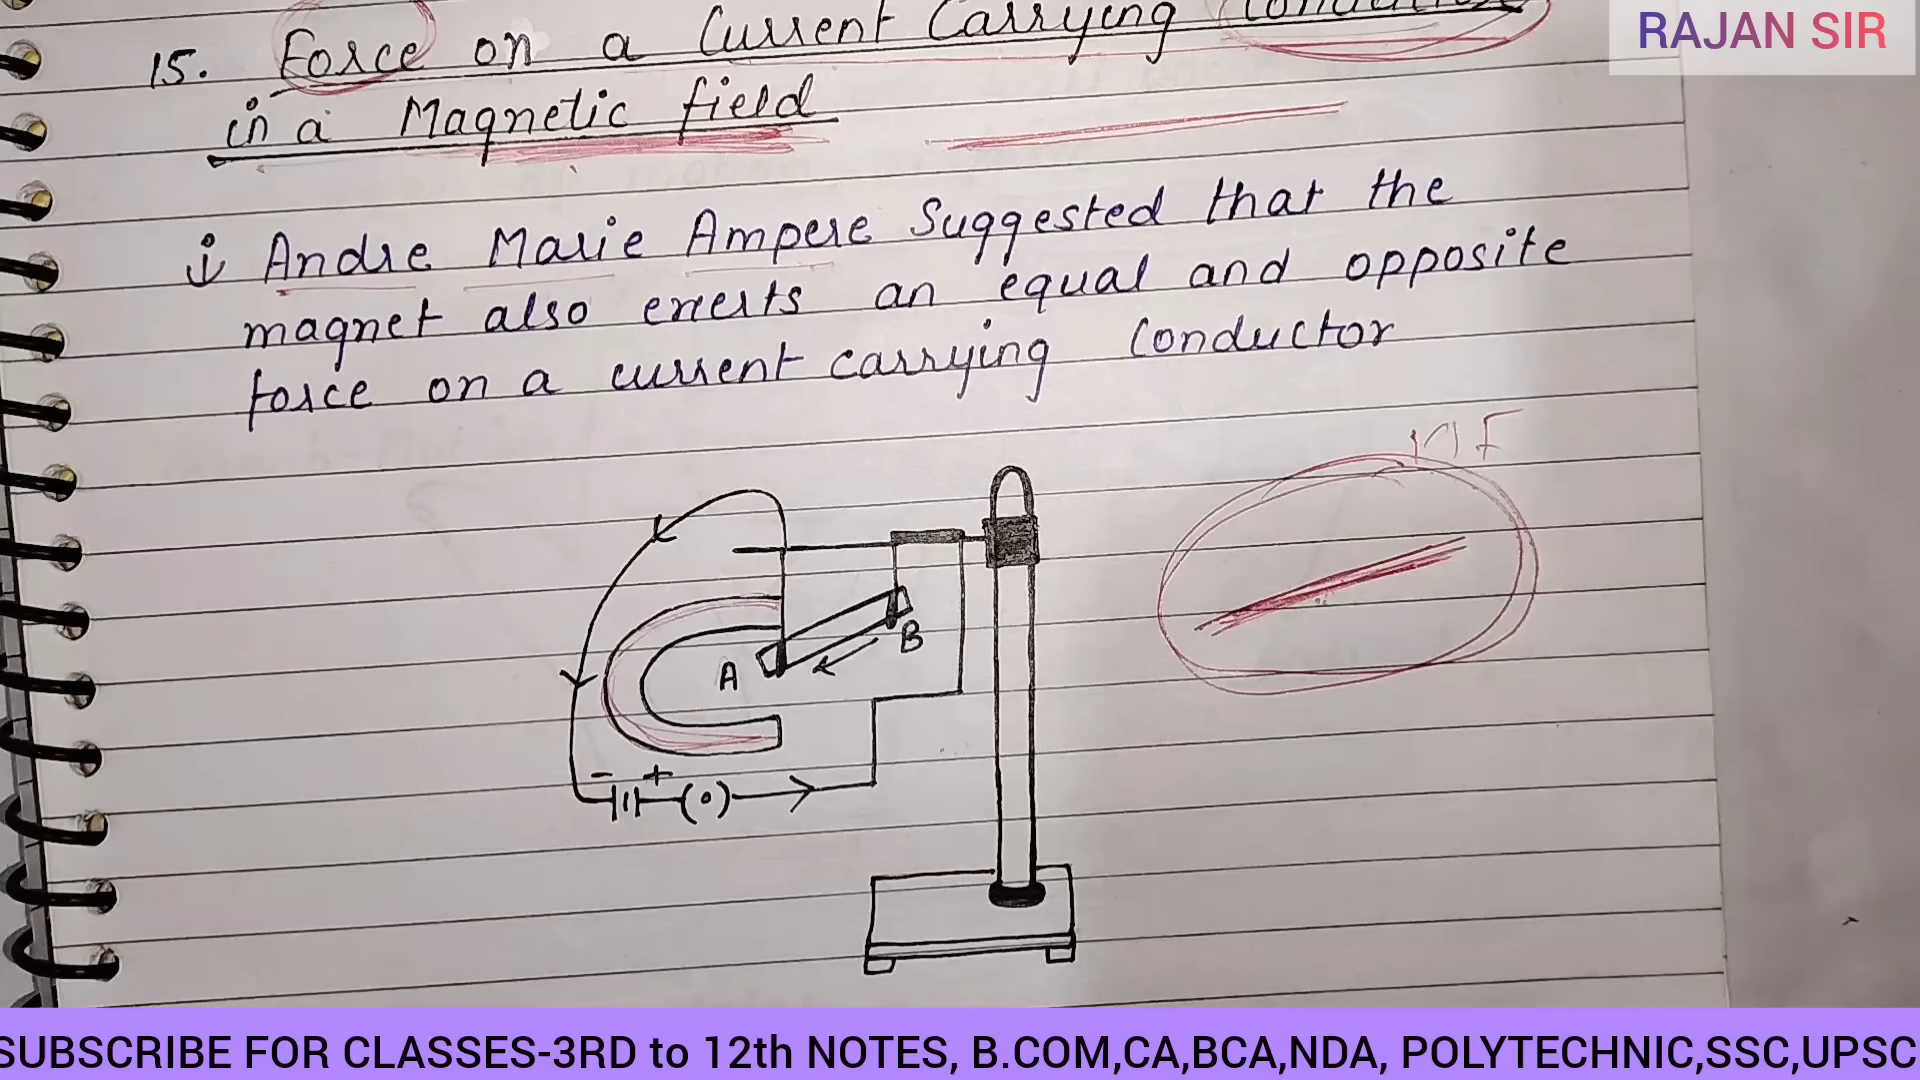 RAJAN SIR
15. Force on a Current Carrying Conductor
in a Magnetic field
i Andre Marie Ampere Suggested that the
magnet also exerts an equal and opposite
force on a current carrying Conductor
MF
A
B
- +
(•)
SUBSCRIBE FOR CLASSES-3RD to 12th NOTES, B.COM,CA,BCA,NDA, POLYTECHNIC,SSC,UPSC